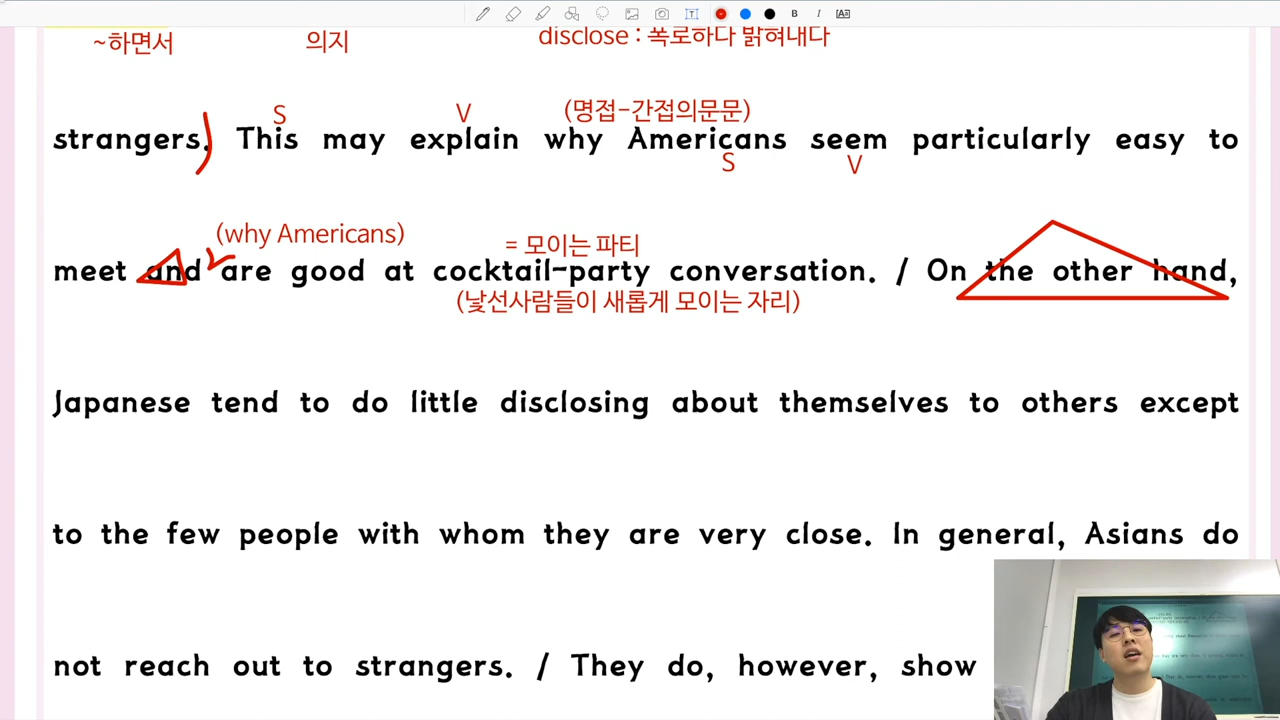 ~하면서 의지 disclose : 폭로하다 밝혀내다
S V (명접-간접의문문)
strangers. This may explain why Americans seem particularly easy to
S V
(why Americans) = 모이는 파티
meet and are good at cocktail-party conversation. / On the other hand,
(낯선사람들이 새롭게 모이는 자리)
Japanese tend to do little disclosing about themselves to others except
to the few people with whom they are very close. In general, Asians do
not reach out to strangers. / They do, however, show